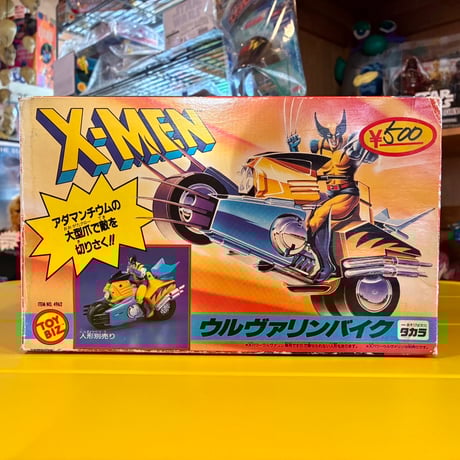 X-MEN
¥500
アダマンチウムの
大型爪で敵を
切りさく!!
ITEM NO. 4962
TOY
BIZ
人形別売り
ウルヴァリンバイク
タカラ
STAR